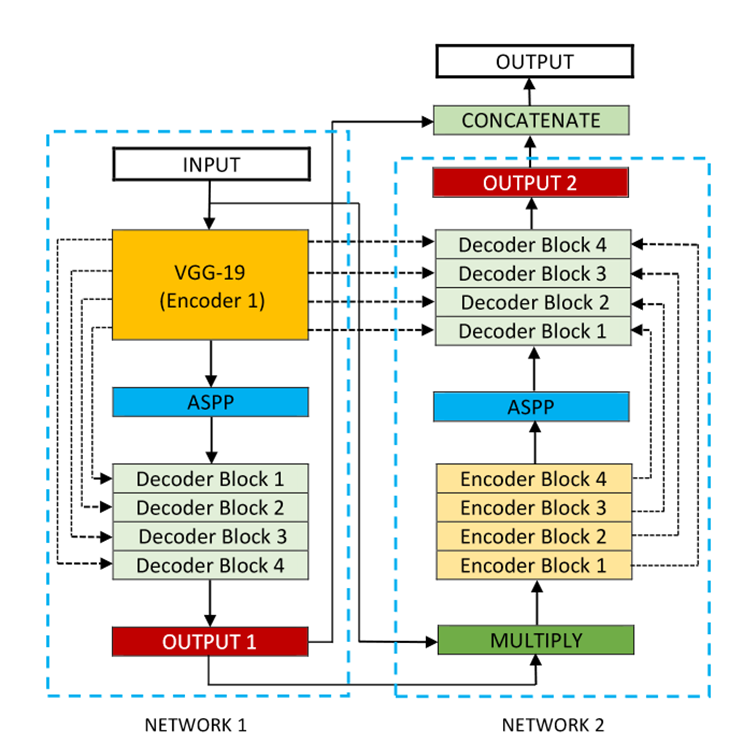 INPUT
VGG-19
(Encoder 1)
ASPP
Decoder Block 1
Decoder Block 2
Decoder Block 3
Decoder Block 4
OUTPUT 1
NETWORK 1
OUTPUT
CONCATENATE
OUTPUT 2
Decoder Block 4
Decoder Block 3
Decoder Block 2
Decoder Block 1
ASPP
Encoder Block 4
Encoder Block 3
Encoder Block 2
Encoder Block 1
MULTIPLY
NETWORK 2